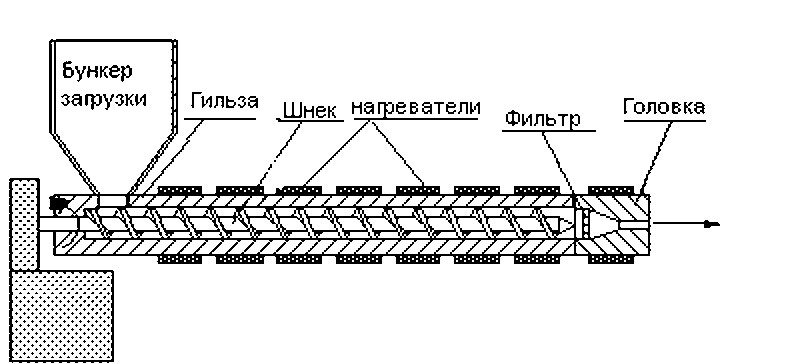 Бункер
загрузки
Гильза
Шнек
нагреватели
Фильтр
Головка